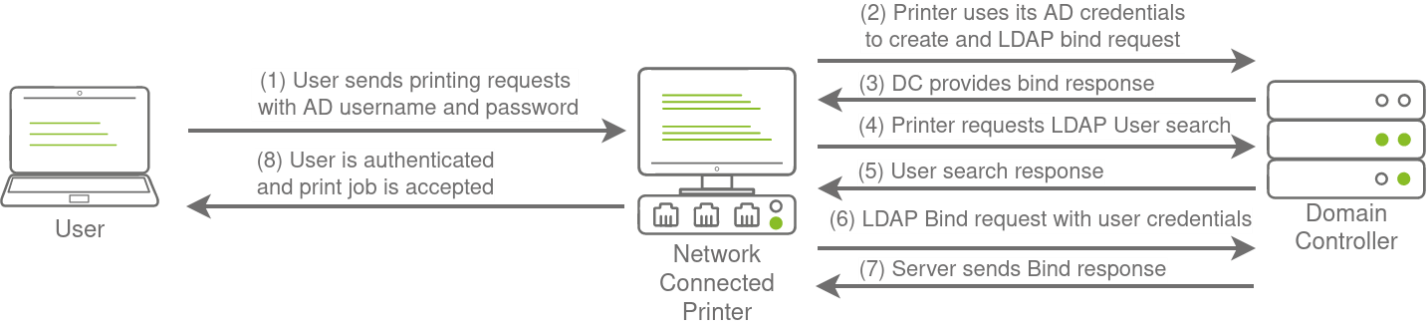 (1) User sends printing requests
with AD username and password
(8) User is authenticated
and print job is accepted
User
(2) Printer uses its AD credentials
to create and LDAP bind request
(3) DC provides bind response
(4) Printer requests LDAP User search
(5) User search response
(6) LDAP Bind request with user credentials
(7) Server sends Bind response
Network
Connected
Printer
Domain
Controller